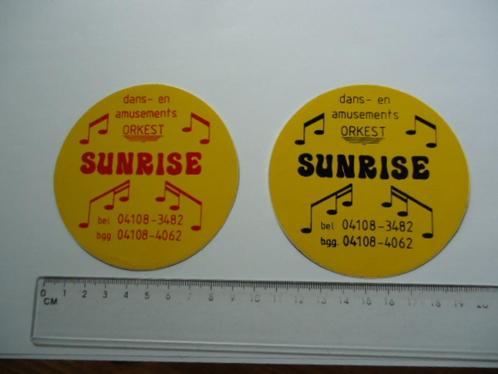 dans- en
amusements
ORKEST
SUNRISE
bel 04108-3482
bgg 04108-4062
dans- en
amusements
ORKEST
SUNRISE
bel 04108-3482
bgg. 04108-4062
0 1 2 3 4 5 6 7 8 9 10 11 12 13 14 15 16 17 18 19 20
CM